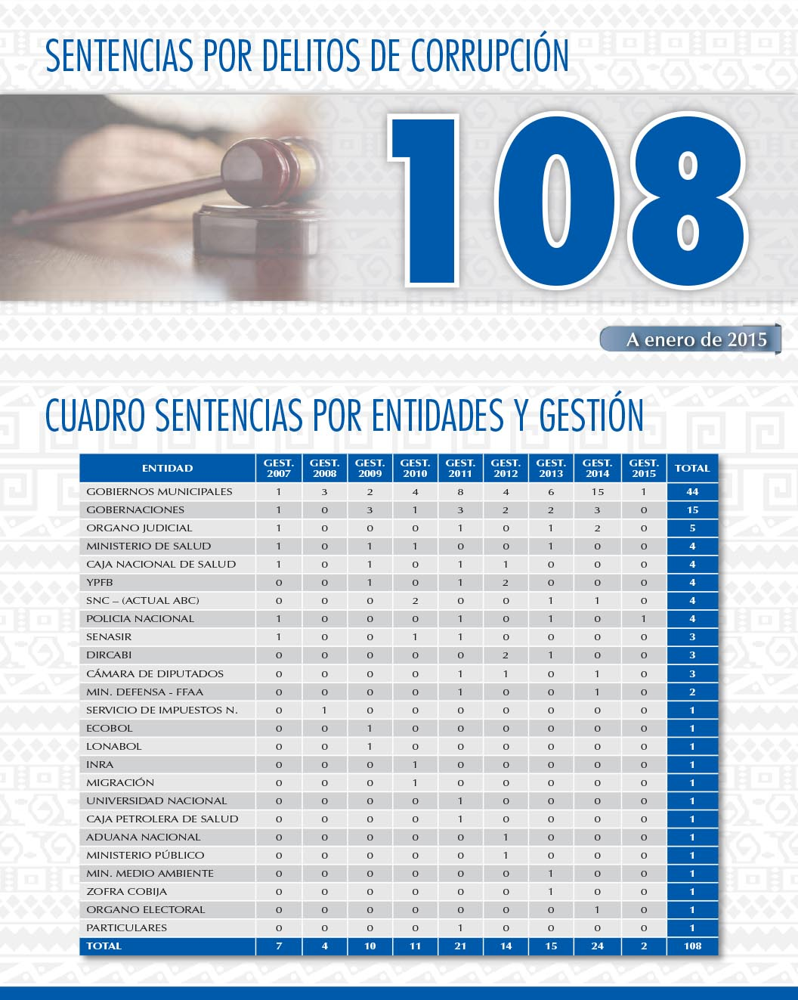 SENTENCIAS POR DELITOS DE CORRUPCIÓN
108
A enero de 2015
CUADRO SENTENCIAS POR ENTIDADES Y GESTIÓN
ENTIDAD GEST. 2007 GEST. 2008 GEST. 2009 GEST. 2010 GEST. 2011 GEST. 2012 GEST. 2013 GEST. 2014 GEST. 2015 TOTAL
GOBIERNOS MUNICIPALES 1 3 2 4 8 4 6 15 1 44
GOBERNACIONES 1 0 3 1 3 2 2 3 0 15
ORGANO JUDICIAL 1 0 0 0 1 0 1 2 0 5
MINISTERIO DE SALUD 1 0 1 1 0 0 1 0 0 4
CAJA NACIONAL DE SALUD 1 0 1 0 1 1 0 0 0 4
YPFB 0 0 1 0 1 2 0 0 0 4
SNC – (ACTUAL ABC) 0 0 0 2 0 0 1 1 0 4
POLICIA NACIONAL 1 0 0 0 1 0 1 0 1 4
SENASIR 1 0 0 1 1 0 0 0 0 3
DIRCABI 0 0 0 0 0 2 1 0 0 3
CÁMARA DE DIPUTADOS 0 0 0 0 1 1 0 1 0 3
MIN. DEFENSA - FFAA 0 0 0 0 1 0 0 1 0 2
SERVICIO DE IMPUESTOS N. 0 1 0 0 0 0 0 0 0 1
ECOBOL 0 0 1 0 0 0 0 0 0 1
LONABOL 0 0 1 0 0 0 0 0 0 1
INRA 0 0 0 1 0 0 0 0 0 1
MIGRACIÓN 0 0 0 1 0 0 0 0 0 1
UNIVERSIDAD NACIONAL 0 0 0 0 1 0 0 0 0 1
CAJA PETROLERA DE SALUD 0 0 0 0 1 0 0 0 0 1
ADUANA NACIONAL 0 0 0 0 0 1 0 0 0 1
MINISTERIO PÚBLICO 0 0 0 0 0 1 0 0 0 1
MIN. MEDIO AMBIENTE 0 0 0 0 0 0 1 0 0 1
ZOFRA COBIJA 0 0 0 0 0 0 1 0 0 1
ORGANO ELECTORAL 0 0 0 0 0 0 0 1 0 1
PARTICULARES 0 0 0 0 1 0 0 0 0 1
TOTAL 7 4 10 11 21 14 15 24 2 108